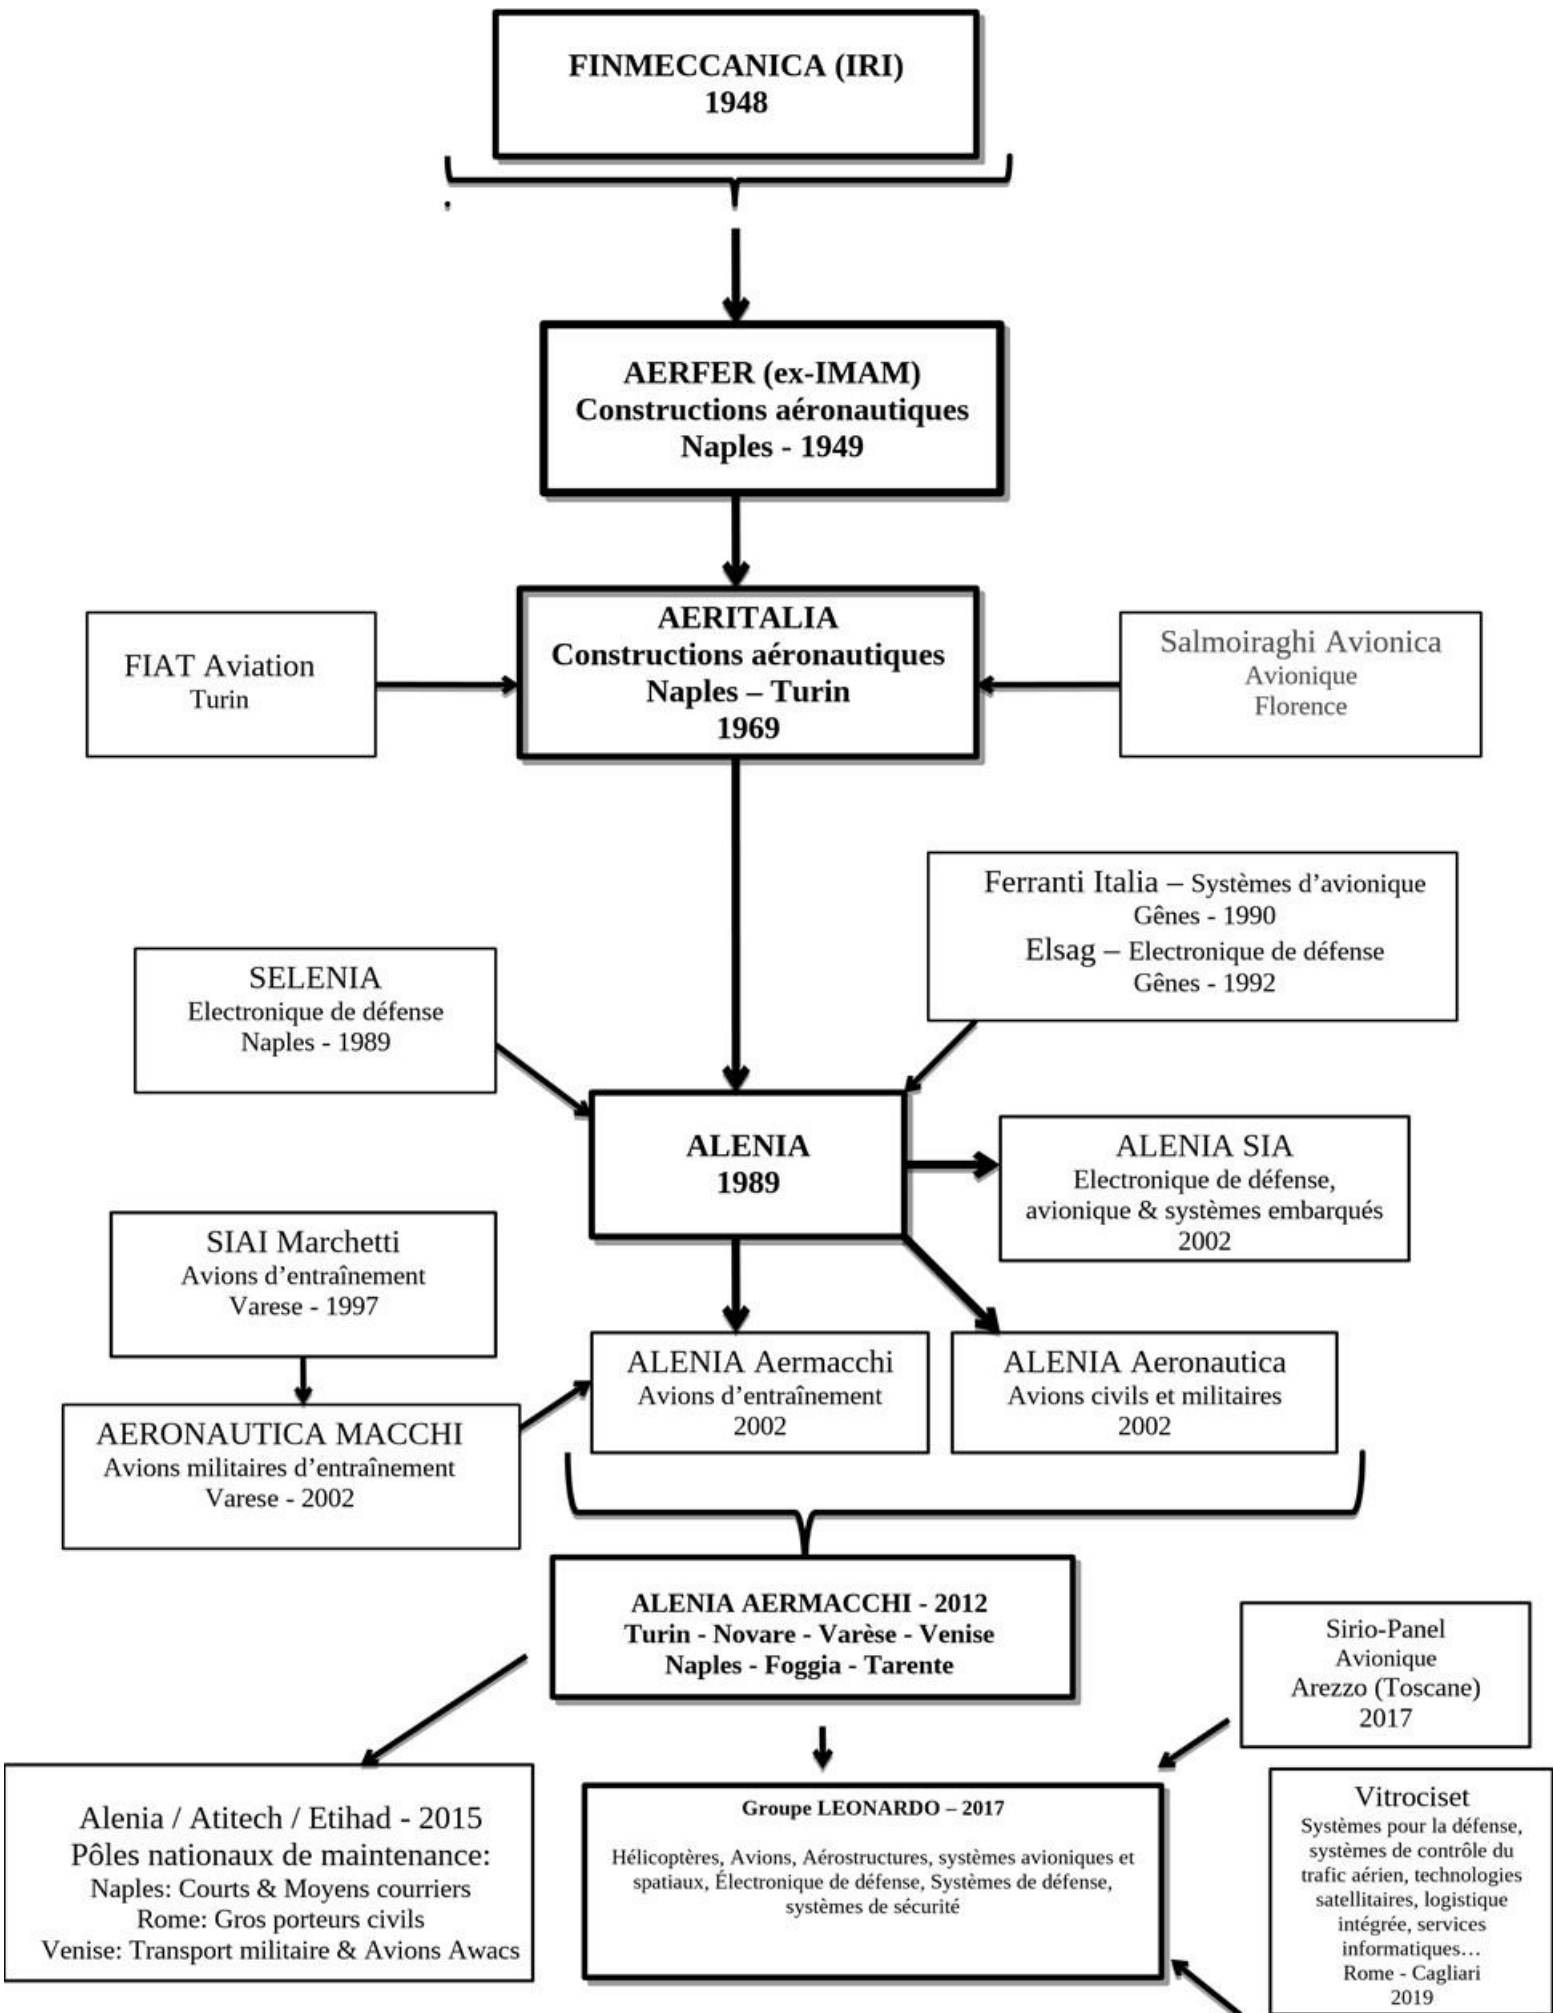 FINMECCANICA (IRI)
1948
AERFER (ex-IMAM)
Constructions aéronautiques
Naples - 1949
AERITALIA
Constructions aéronautiques
Naples – Turin
1969
FIAT Aviation
Turin
Salmoiraghi Avionica
Avionique
Florence
Ferranti Italia – Systèmes d’avionique
Gênes - 1990
Elsag – Electronique de défense
Gênes - 1992
SELENIA
Electronique de défense
Naples - 1989
ALENIA
1989
ALENIA SIA
Electronique de défense,
avionique & systèmes embarqués
2002
SIAI Marchetti
Avions d’entraînement
Varese - 1997
ALENIA Aermacchi
Avions d’entraînement
2002
ALENIA Aeronautica
Avions civils et militaires
2002
AERONAUTICA MACCHI
Avions militaires d’entraînement
Varese - 2002
ALENIA AERMACCHI - 2012
Turin - Novare - Varèse - Venise
Naples - Foggia - Tarente
Sirio-Panel
Avionique
Arezzo (Toscane)
2017
Alenia / Atitech / Etihad - 2015
Pôles nationaux de maintenance:
Naples: Courts & Moyens courriers
Rome: Gros porteurs civils
Venise: Transport militaire & Avions Awacs
Groupe LEONARDO – 2017
Hélicoptères, Avions, Aérostructures, systèmes avioniques et
spatiaux, Électronique de défense, Systèmes de défense,
systèmes de sécurité
Vitrociset
Systèmes pour la défense,
systèmes de contrôle du
trafic aérien, technologies
satellitaires, logistique
intégrée, services
informatiques…
Rome - Cagliari
2019